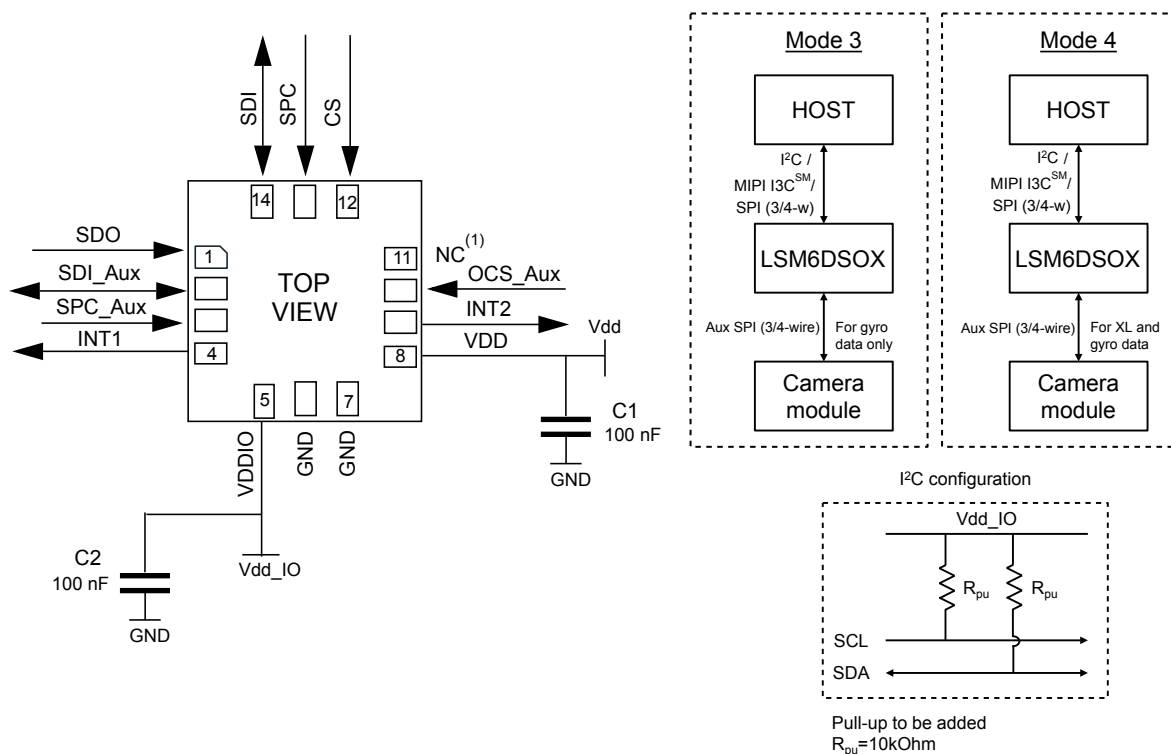 SDI
SPC
CS
14
12
SDO
1
SDI_Aux
SPC_Aux
INT1
4
TOP
VIEW
NC(1)
11
OCS_Aux
INT2
VDD
8
Vdd
5
7
VDDIO
GND
GND
C1
100 nF
GND
C2
100 nF
GND
Vdd_IO
Mode 3
HOST
I²C /
MIPI I3CSM/
SPI (3/4-w)
LSM6DSOX
Aux SPI (3/4-wire)
For gyro
data only
Camera
module
Mode 4
HOST
I²C /
MIPI I3CSM/
SPI (3/4-w)
LSM6DSOX
Aux SPI (3/4-wire)
For XL and
gyro data
Camera
module
I²C configuration
Vdd_IO
Rpu
Rpu
SCL
SDA
Pull-up to be added
Rpu=10kOhm